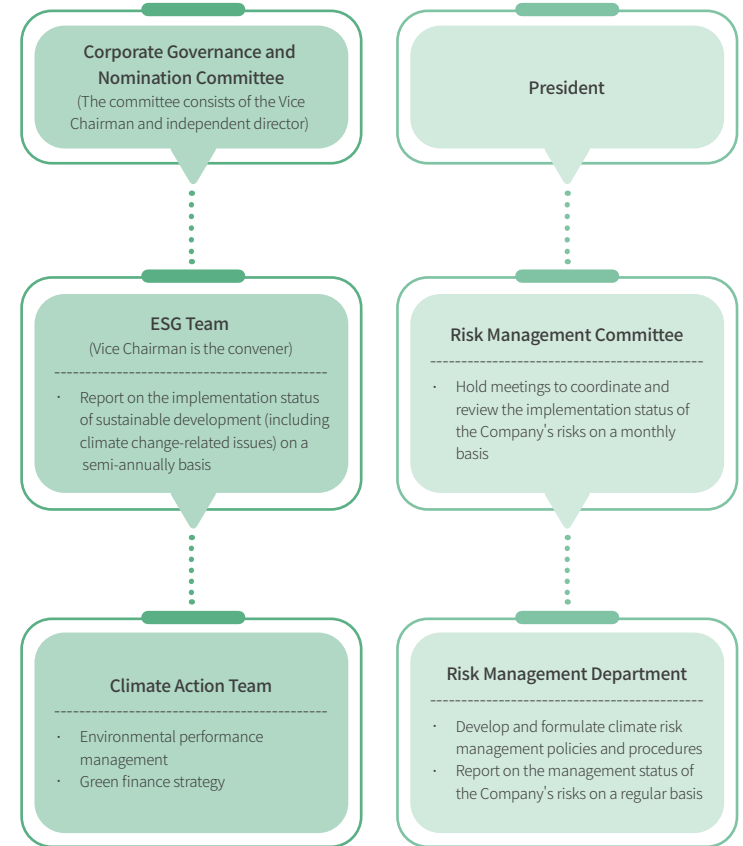 Corporate Governance and
Nomination Committee
(The committee consists of the Vice
Chairman and independent director)
President
ESG Team
(Vice Chairman is the convener)
· Report on the implementation status
of sustainable development (including
climate change-related issues) on a
semi-annually basis
Risk Management Committee
· Hold meetings to coordinate and
review the implementation status of
the Company's risks on a monthly
basis
Climate Action Team
· Environmental performance
management
· Green finance strategy
Risk Management Department
· Develop and formulate climate risk
management policies and procedures
· Report on the management status of
the Company's risks on a regular basis